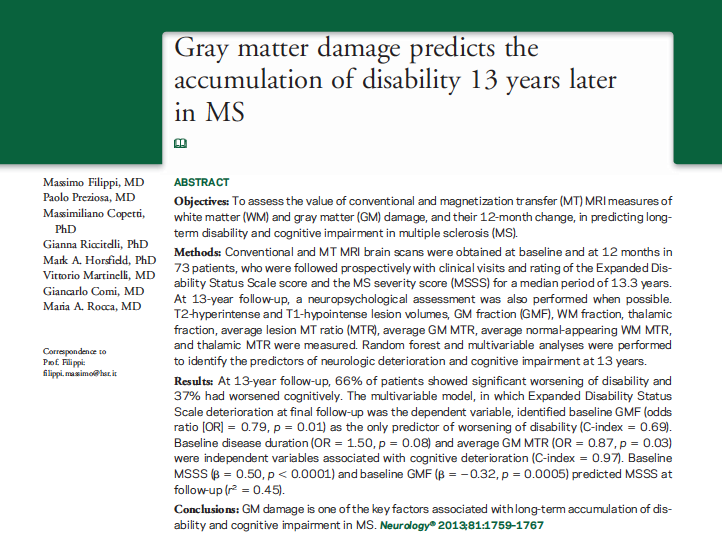 Gray matter damage predicts the
accumulation of disability 13 years later
in MS
Massimo Filippi, MD
Paolo Preziosa, MD
Massimiliano Copetti,
PhD
Gianna Riccitelli, PhD
Mark A. Horsfield, PhD
Vittorio Martinelli, MD
Giancarlo Comi, MD
Maria A. Rocca, MD
Correspondence to
Prof. Filippi:
filippi.massimo@hsr.it
ABSTRACT
Objectives: To assess the value of conventional and magnetization transfer (MT) MRI measures of
white matter (WM) and gray matter (GM) damage, and their 12-month change, in predicting long-
term disability and cognitive impairment in multiple sclerosis (MS).
Methods: Conventional and MT MRI brain scans were obtained at baseline and at 12 months in
73 patients, who were followed prospectively with clinical visits and rating of the Expanded Dis-
ability Status Scale score and the MS severity score (MSSS) for a median period of 13.3 years.
At 13-year follow-up, a neuropsychological assessment was also performed when possible.
T2-hyperintense and T1-hypointense lesion volumes, GM fraction (GMF), WM fraction, thalamic
fraction, average lesion MT ratio (MTR), average GM MTR, average normal-appearing WM MTR,
and thalamic MTR were measured. Random forest and multivariable analyses were performed
to identify the predictors of neurologic deterioration and cognitive impairment at 13 years.
Results: At 13-year follow-up, 66% of patients showed significant worsening of disability and
37% had worsened cognitively. The multivariable model, in which Expanded Disability Status
Scale deterioration at final follow-up was the dependent variable, identified baseline GMF (odds
ratio [OR] = 0.79, p = 0.01) as the only predictor of worsening of disability (C-index = 0.69).
Baseline disease duration (OR = 1.50, p = 0.08) and average GM MTR (OR = 0.87, p = 0.03)
were independent variables associated with cognitive deterioration (C-index = 0.97). Baseline
MSSS (β = 0.50, p < 0.0001) and baseline GMF (β = −0.32, p = 0.0005) predicted MSSS at
follow-up (r² = 0.45).
Conclusions: GM damage is one of the key factors associated with long-term accumulation of dis-
ability and cognitive impairment in MS. Neurology® 2013;81:1759–1767